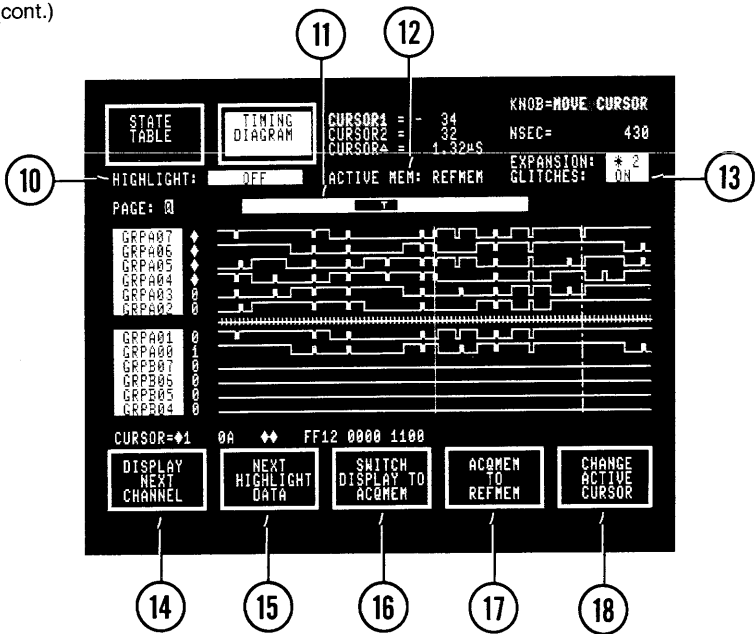 cont.)
11
12
STATE TABLE
TIMING DIAGRAM
CURSOR1 = - 34
CURSOR2 = 32
CURSOR▵ = 1.32µS
KNOB=MOVE CURSOR
NSEC= 430
EXPANSION: * 2
GLITCHES: ON
10
HIGHLIGHT: OFF
ACTIVE MEM: REFMEM
13
PAGE: 0
T
GRPA07 ♦
GRPA06 ♦
GRPA05 ♦
GRPA04 ♦
GRPA03 0
GRPA02 0
GRPA01 0
GRPA00 1
GRPB07 0
GRPB06 0
GRPB05 0
GRPB04 0
CURSOR=♦1 0A ♦♦ FF12 0000 1100
DISPLAY NEXT CHANNEL
NEXT HIGHLIGHT DATA
SWITCH DISPLAY TO ACQMEM
ACQMEM TO REFMEM
CHANGE ACTIVE CURSOR
14
15
16
17
18